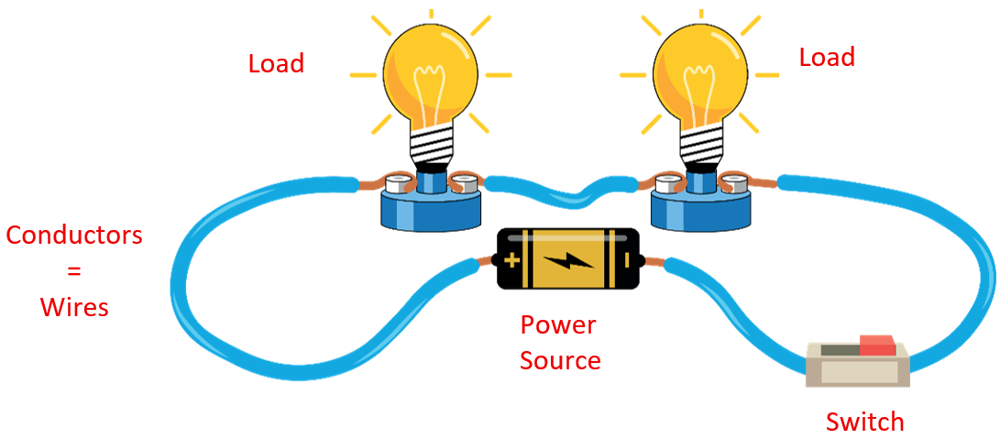 Load
Load
Conductors
=
Wires
+
-
Power
Source
Switch